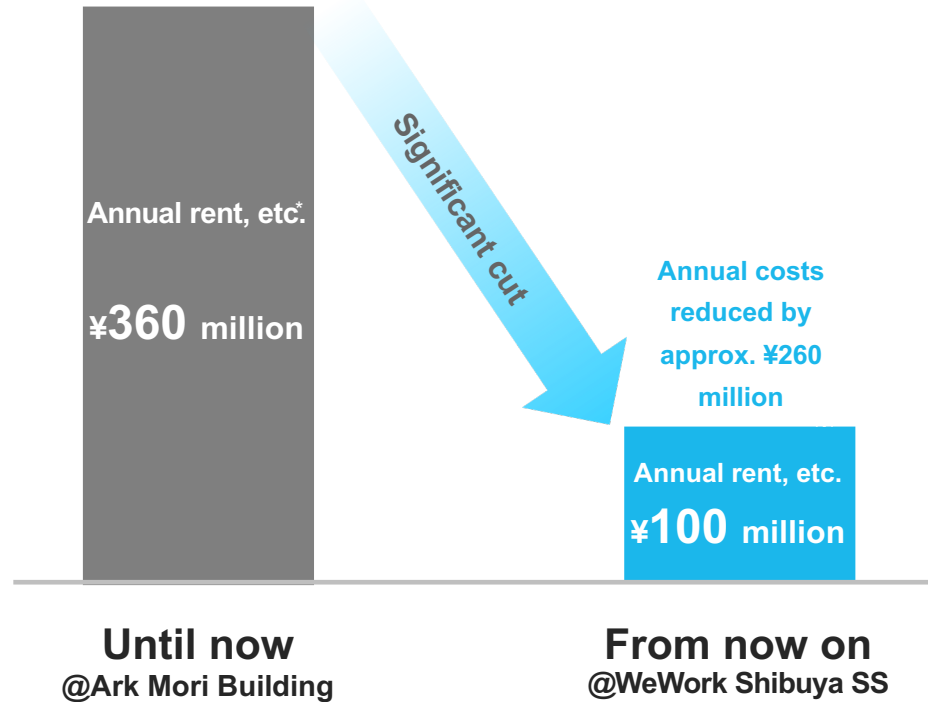 Annual rent, etc.*
¥360 million
Significant cut
Annual costs
reduced by
approx. ¥260
million
Annual rent, etc.
¥100 million
Until now
@Ark Mori Building
From now on
@WeWork Shibuya SS